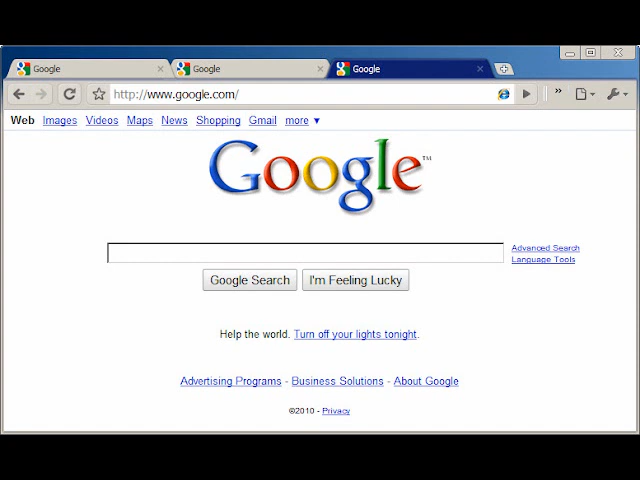 Google Google Google
http://www.google.com/ »
Web Images Videos Maps News Shopping Gmail more ▼
Google™
Advanced Search
Language Tools
Google Search I'm Feeling Lucky
Help the world. Turn off your lights tonight.
Advertising Programs - Business Solutions - About Google
©2010 - Privacy